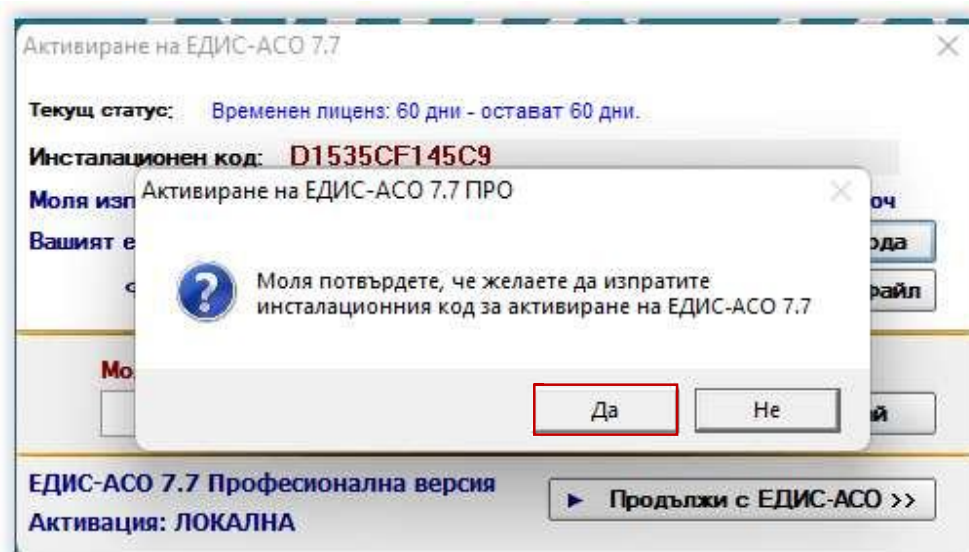 Активиране на ЕДИС-АСО 7.7
Текущ статус: Временен лиценз: 60 дни - остават 60 дни.
Инсталационен код: D1535CF145C9
Активиране на ЕДИС-АСО 7.7 ПРО
Моля
Вашият
Моля потвърдете, че желаете да изпратите
инсталационния код за активиране на ЕДИС-АСО 7.7
Да Не
ЕДИС-АСО 7.7 Професионална версия
Продължи с ЕДИС-АСО >>
Активация: ЛОКАЛНА